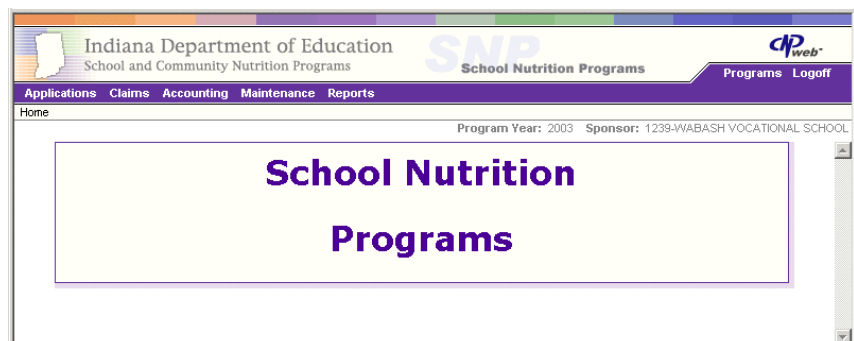 Indiana Department of Education
School and Community Nutrition Programs
SNP
School Nutrition Programs
CNPweb
Programs Logoff
Applications Claims Accounting Maintenance Reports
Home
Program Year: 2003 Sponsor: 1239-WABASH VOCATIONAL SCHOOL
School Nutrition
Programs